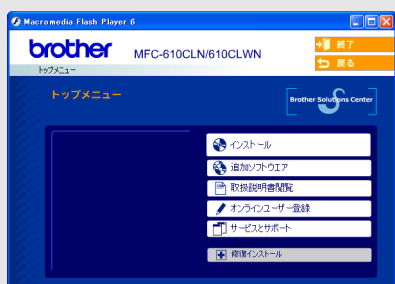 Macromedia Flash Player 6
brother
MFC-610CLN/610CLWN
終了
戻る
トップメニュー
トップメニュー
Brother Solutions Center
インストール
追加ソフトウエア
取扱説明書閲覧
オンラインユーザー登録
サービスとサポート
修復インストール